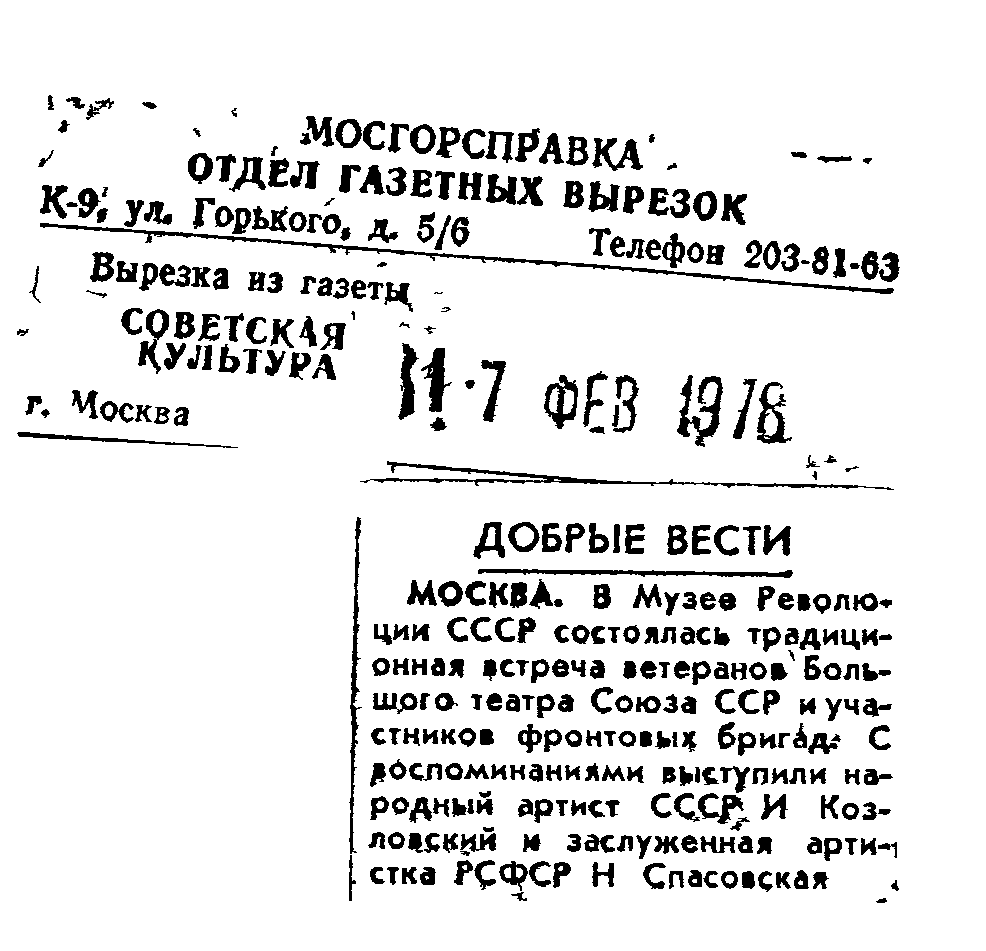 МОСГОРСПРАВКА
ОТДЕЛ ГАЗЕТНЫХ ВЫРЕЗОК
К-9, ул. Горького, д. 5/6 Телефон 203-81-63
Вырезка из газеты
СОВЕТСКАЯ
КУЛЬТУРА
г. Москва
7 ФЕВ 1978
ДОБРЫЕ ВЕСТИ
МОСКВА. В Музее Револю-
ции СССР состоялась традици-
онная встреча ветеранов Боль-
шого театра Союза ССР и уча-
стников фронтовых бригад. С
воспоминаниями выступили на-
родный артист СССР И Коз-
ловский и заслуженная арти-
стка РСФСР Н Спасовская